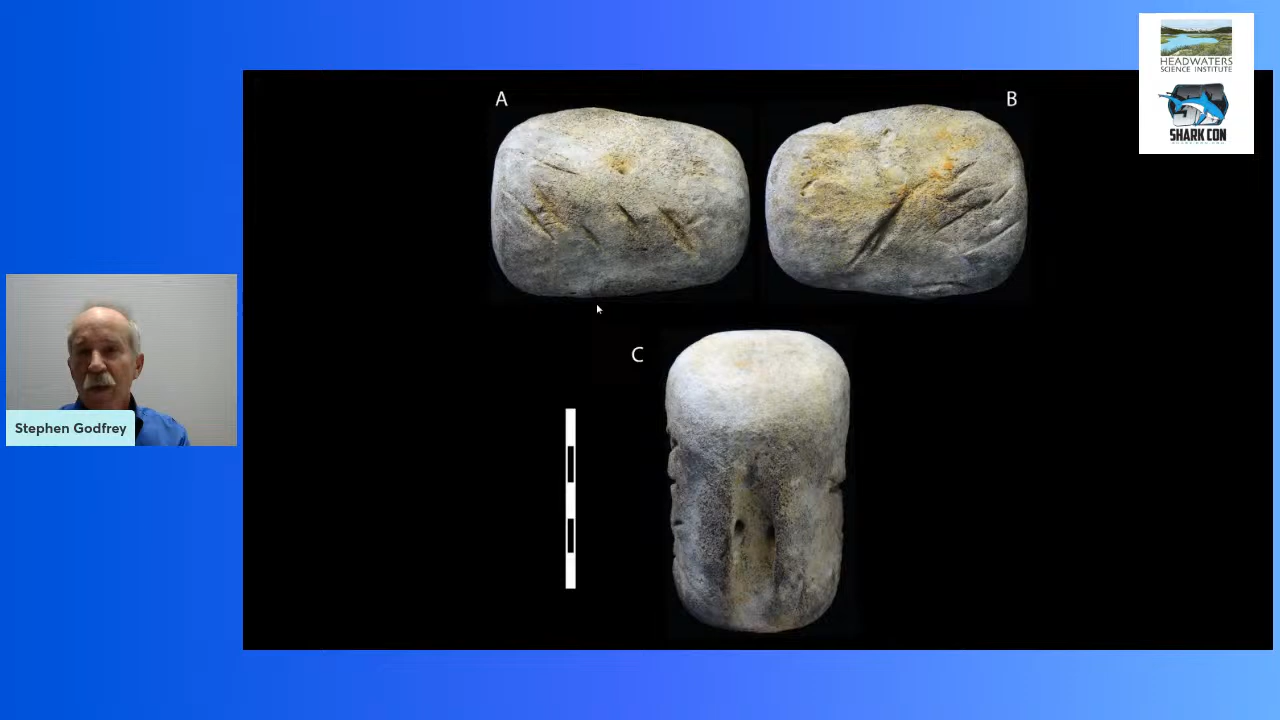 HEADWATERS
SCIENCE INSTITUTE
SHARK CON
A
B
C
Stephen Godfrey